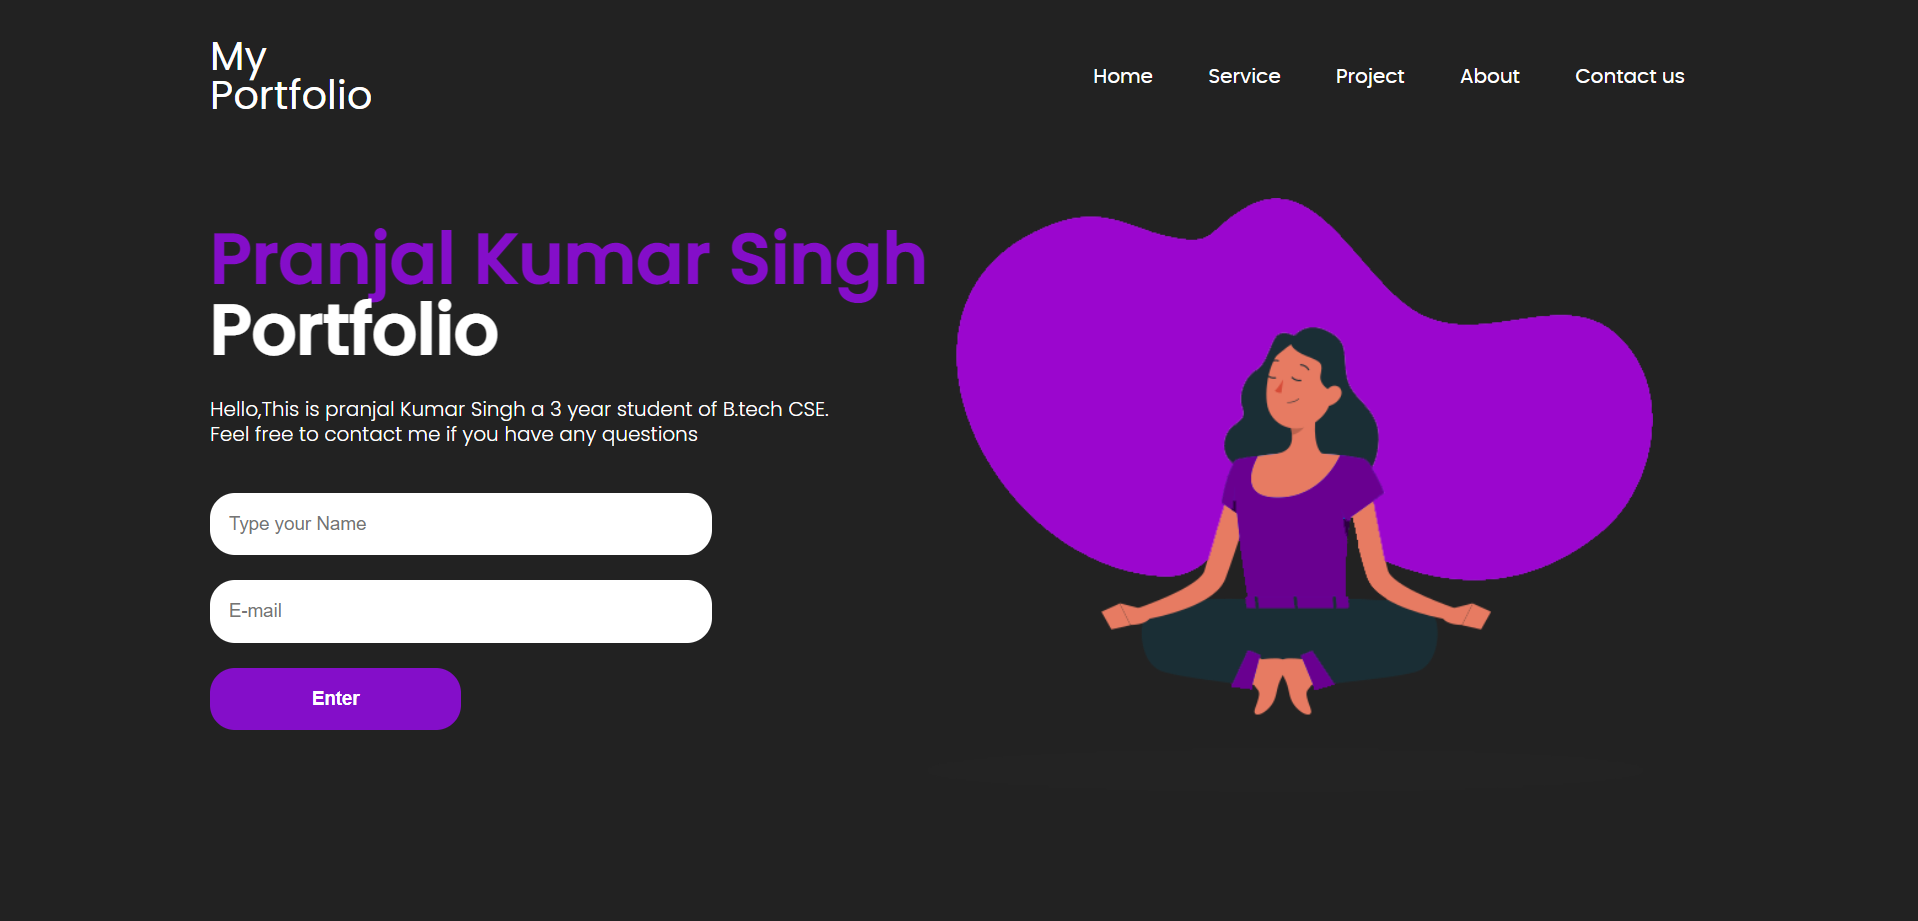 My
Portfolio
Home Service Project About Contact us
Pranjal Kumar Singh
Portfolio
Hello,This is pranjal Kumar Singh a 3 year student of B.tech CSE.
Feel free to contact me if you have any questions
Type your Name
E-mail
Enter